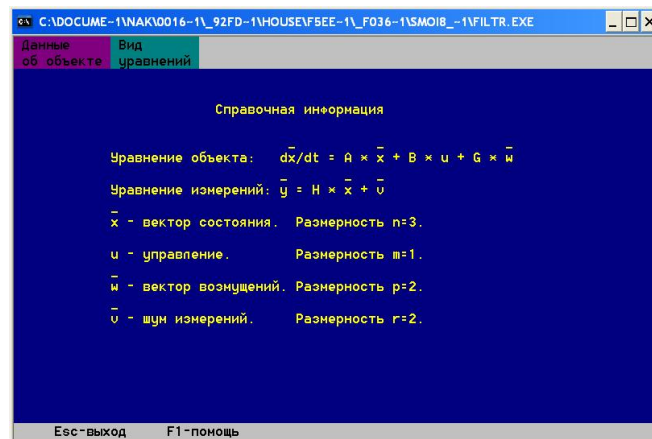 C:\DOCUME~1\NAK\0016~1\_92FD~1\HOUSE\F5EE~1\_F036~1\SMOI8_~1\FILTR.EXE
Данные Вид
об объекте уравнений
Справочная информация
Уравнение объекта: dx̅/dt = A × x̅ + B × u + G × w̅
Уравнение измерений: y̅ = H × x̅ + v̅
x̅ - вектор состояния. Размерность n=3.
u - управление. Размерность m=1.
w̅ - вектор возмущений. Размерность p=2.
v̅ - шум измерений. Размерность r=2.
Esc-выход F1-помощь